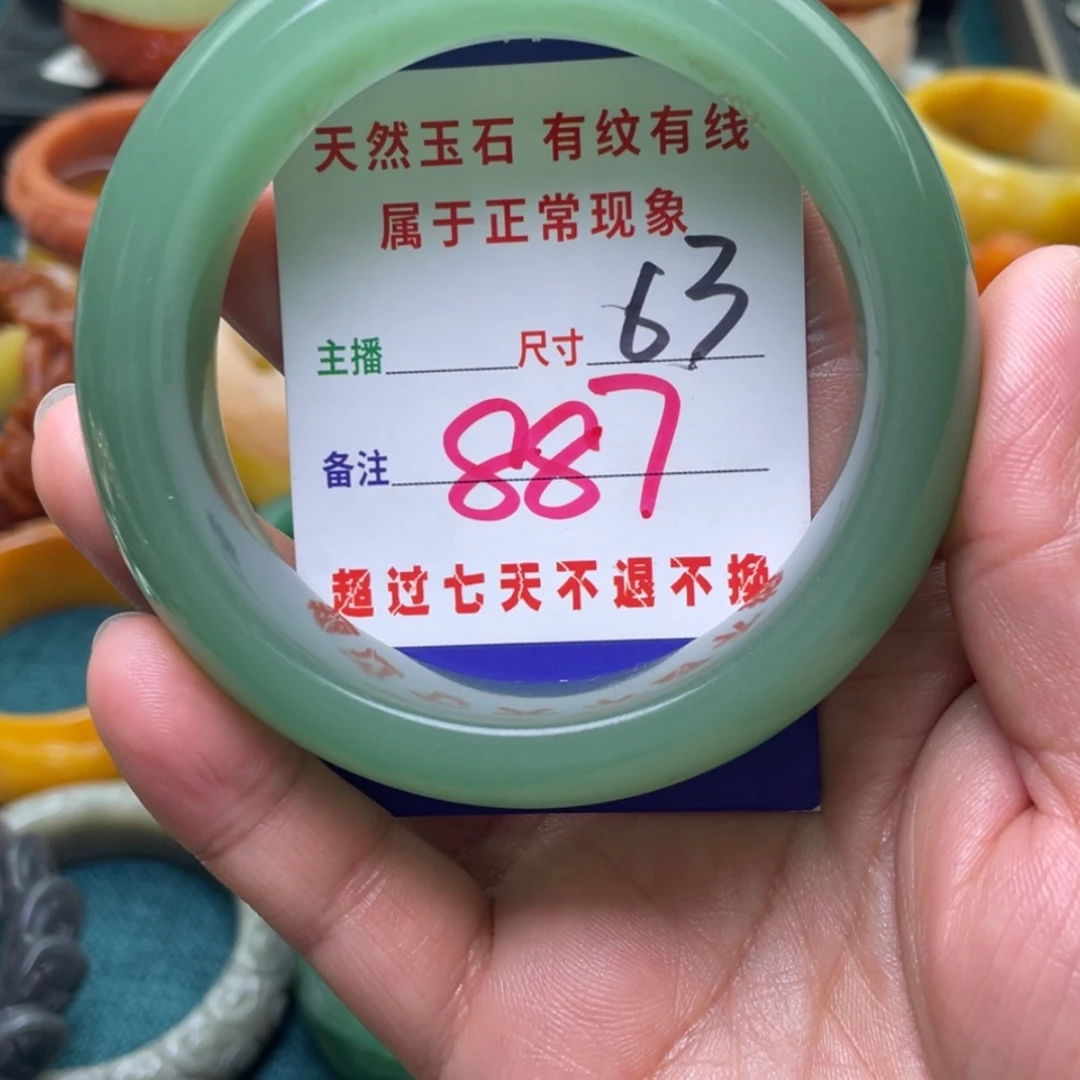 天然玉石 有纹有线
属于正常现象
主播 尺寸 63
备注 887
超过七天不退不换